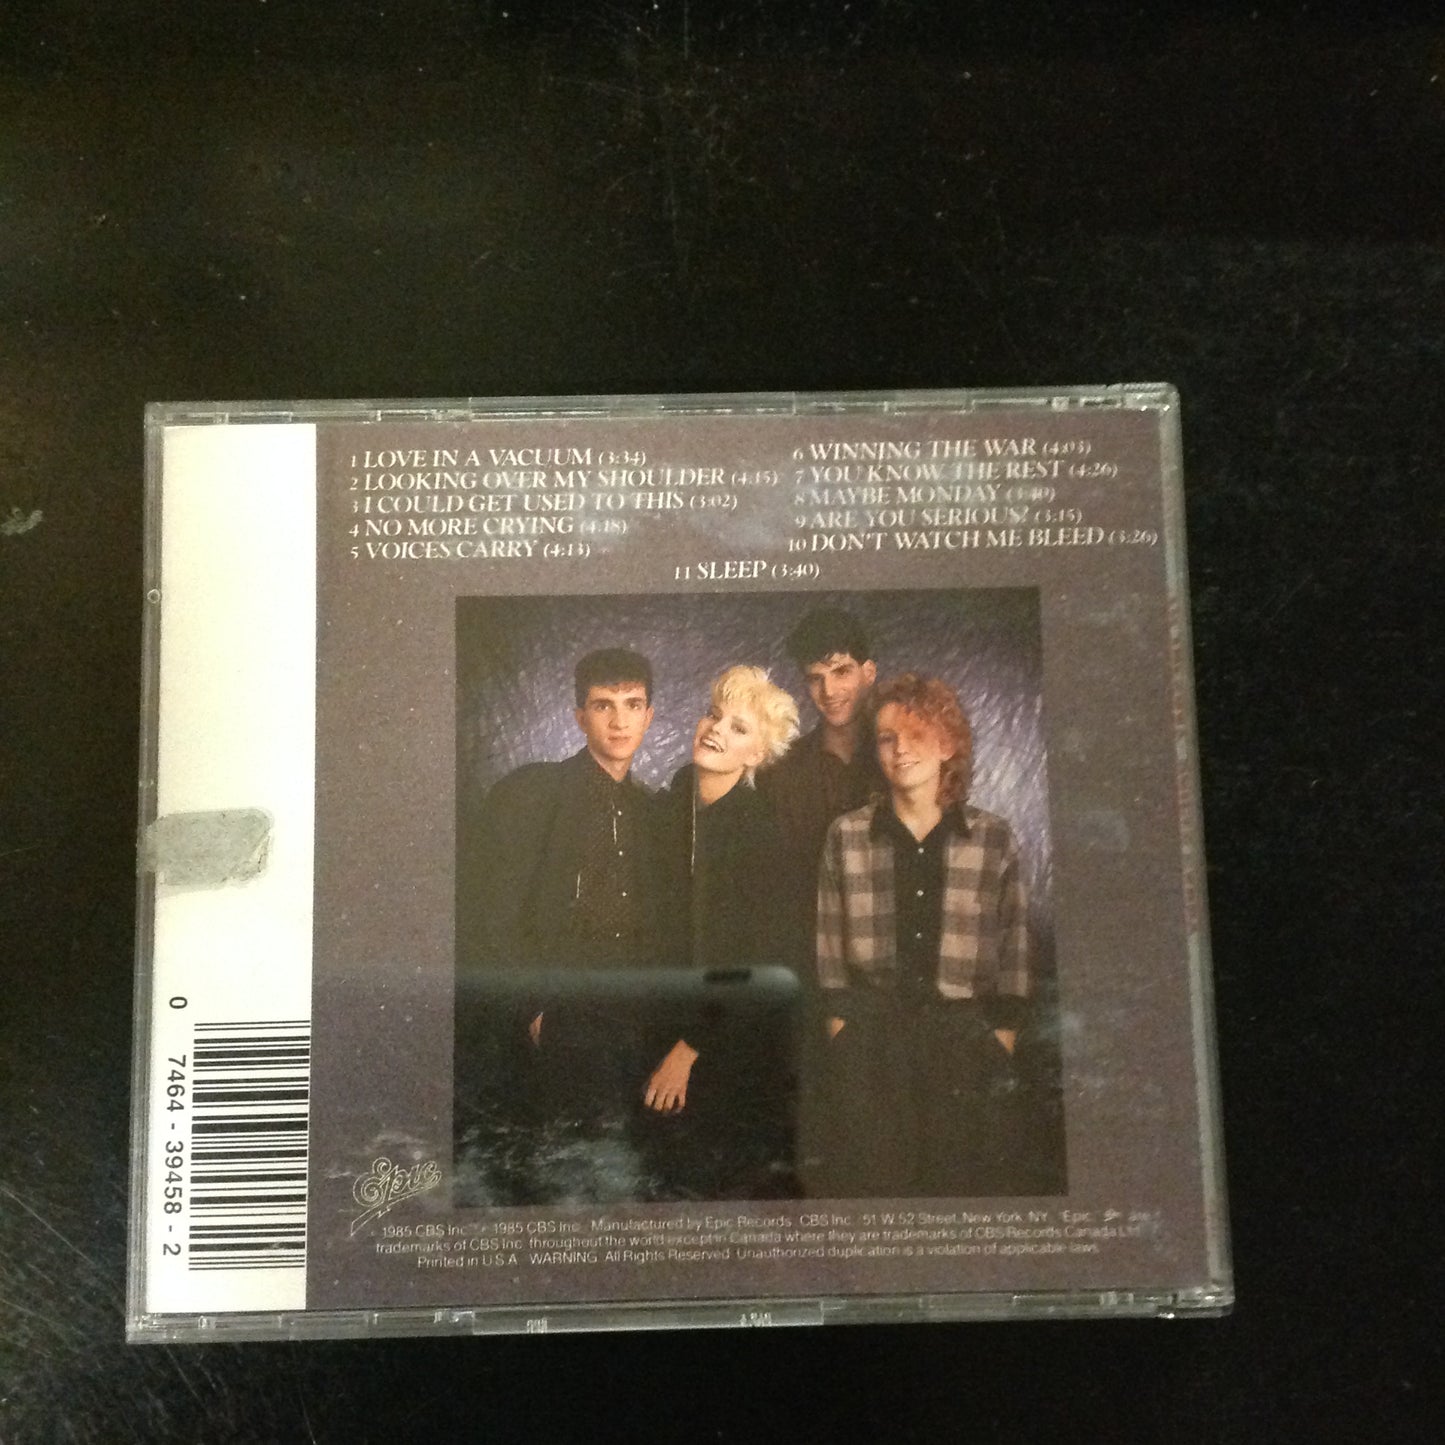 1 LOVE IN A VACUUM (3:34)
2 LOOKING OVER MY SHOULDER (4:15)
3 I COULD GET USED TO THIS (3:02)
4 NO MORE CRYING (4:18)
5 VOICES CARRY (4:13)
6 WINNING THE WAR (4:03)
7 YOU KNOW THE REST (4:26)
8 MAYBE MONDAY (3:40)
9 ARE YOU SERIOUS? (3:15)
10 DON'T WATCH ME BLEED (3:26)
11 SLEEP (3:40)
0 7464 - 39458 - 2
Epic
1985 CBS Inc. 1985 CBS Inc. Manufactured by Epic Records, CBS Inc. 51 W. 52 Street, New York, NY. Epic, are
trademarks of CBS Inc. throughout the world except in Canada where they are trademarks of CBS Records Canada Ltd.
Printed in U.S.A. WARNING: All Rights Reserved. Unauthorized duplication is a violation of applicable laws.